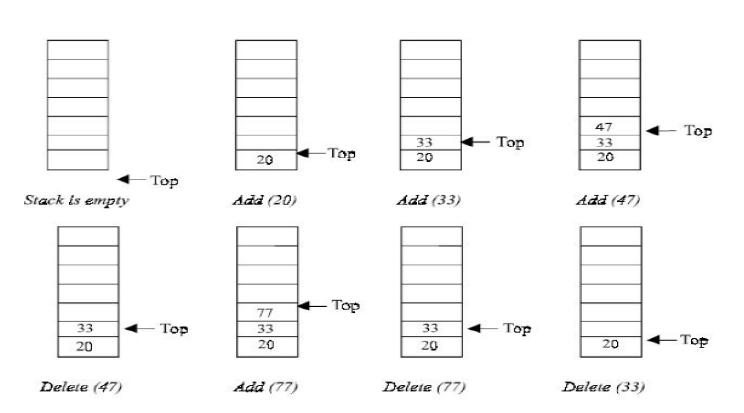 47
33
33
20
20
20
Top
Top
Top
Top
Stack is empty
Add (20)
Add (33)
Add (47)
77
33
33
33
20
20
20
20
Top
Top
Top
Top
Delete (47)
Add (77)
Delete (77)
Delete (33)